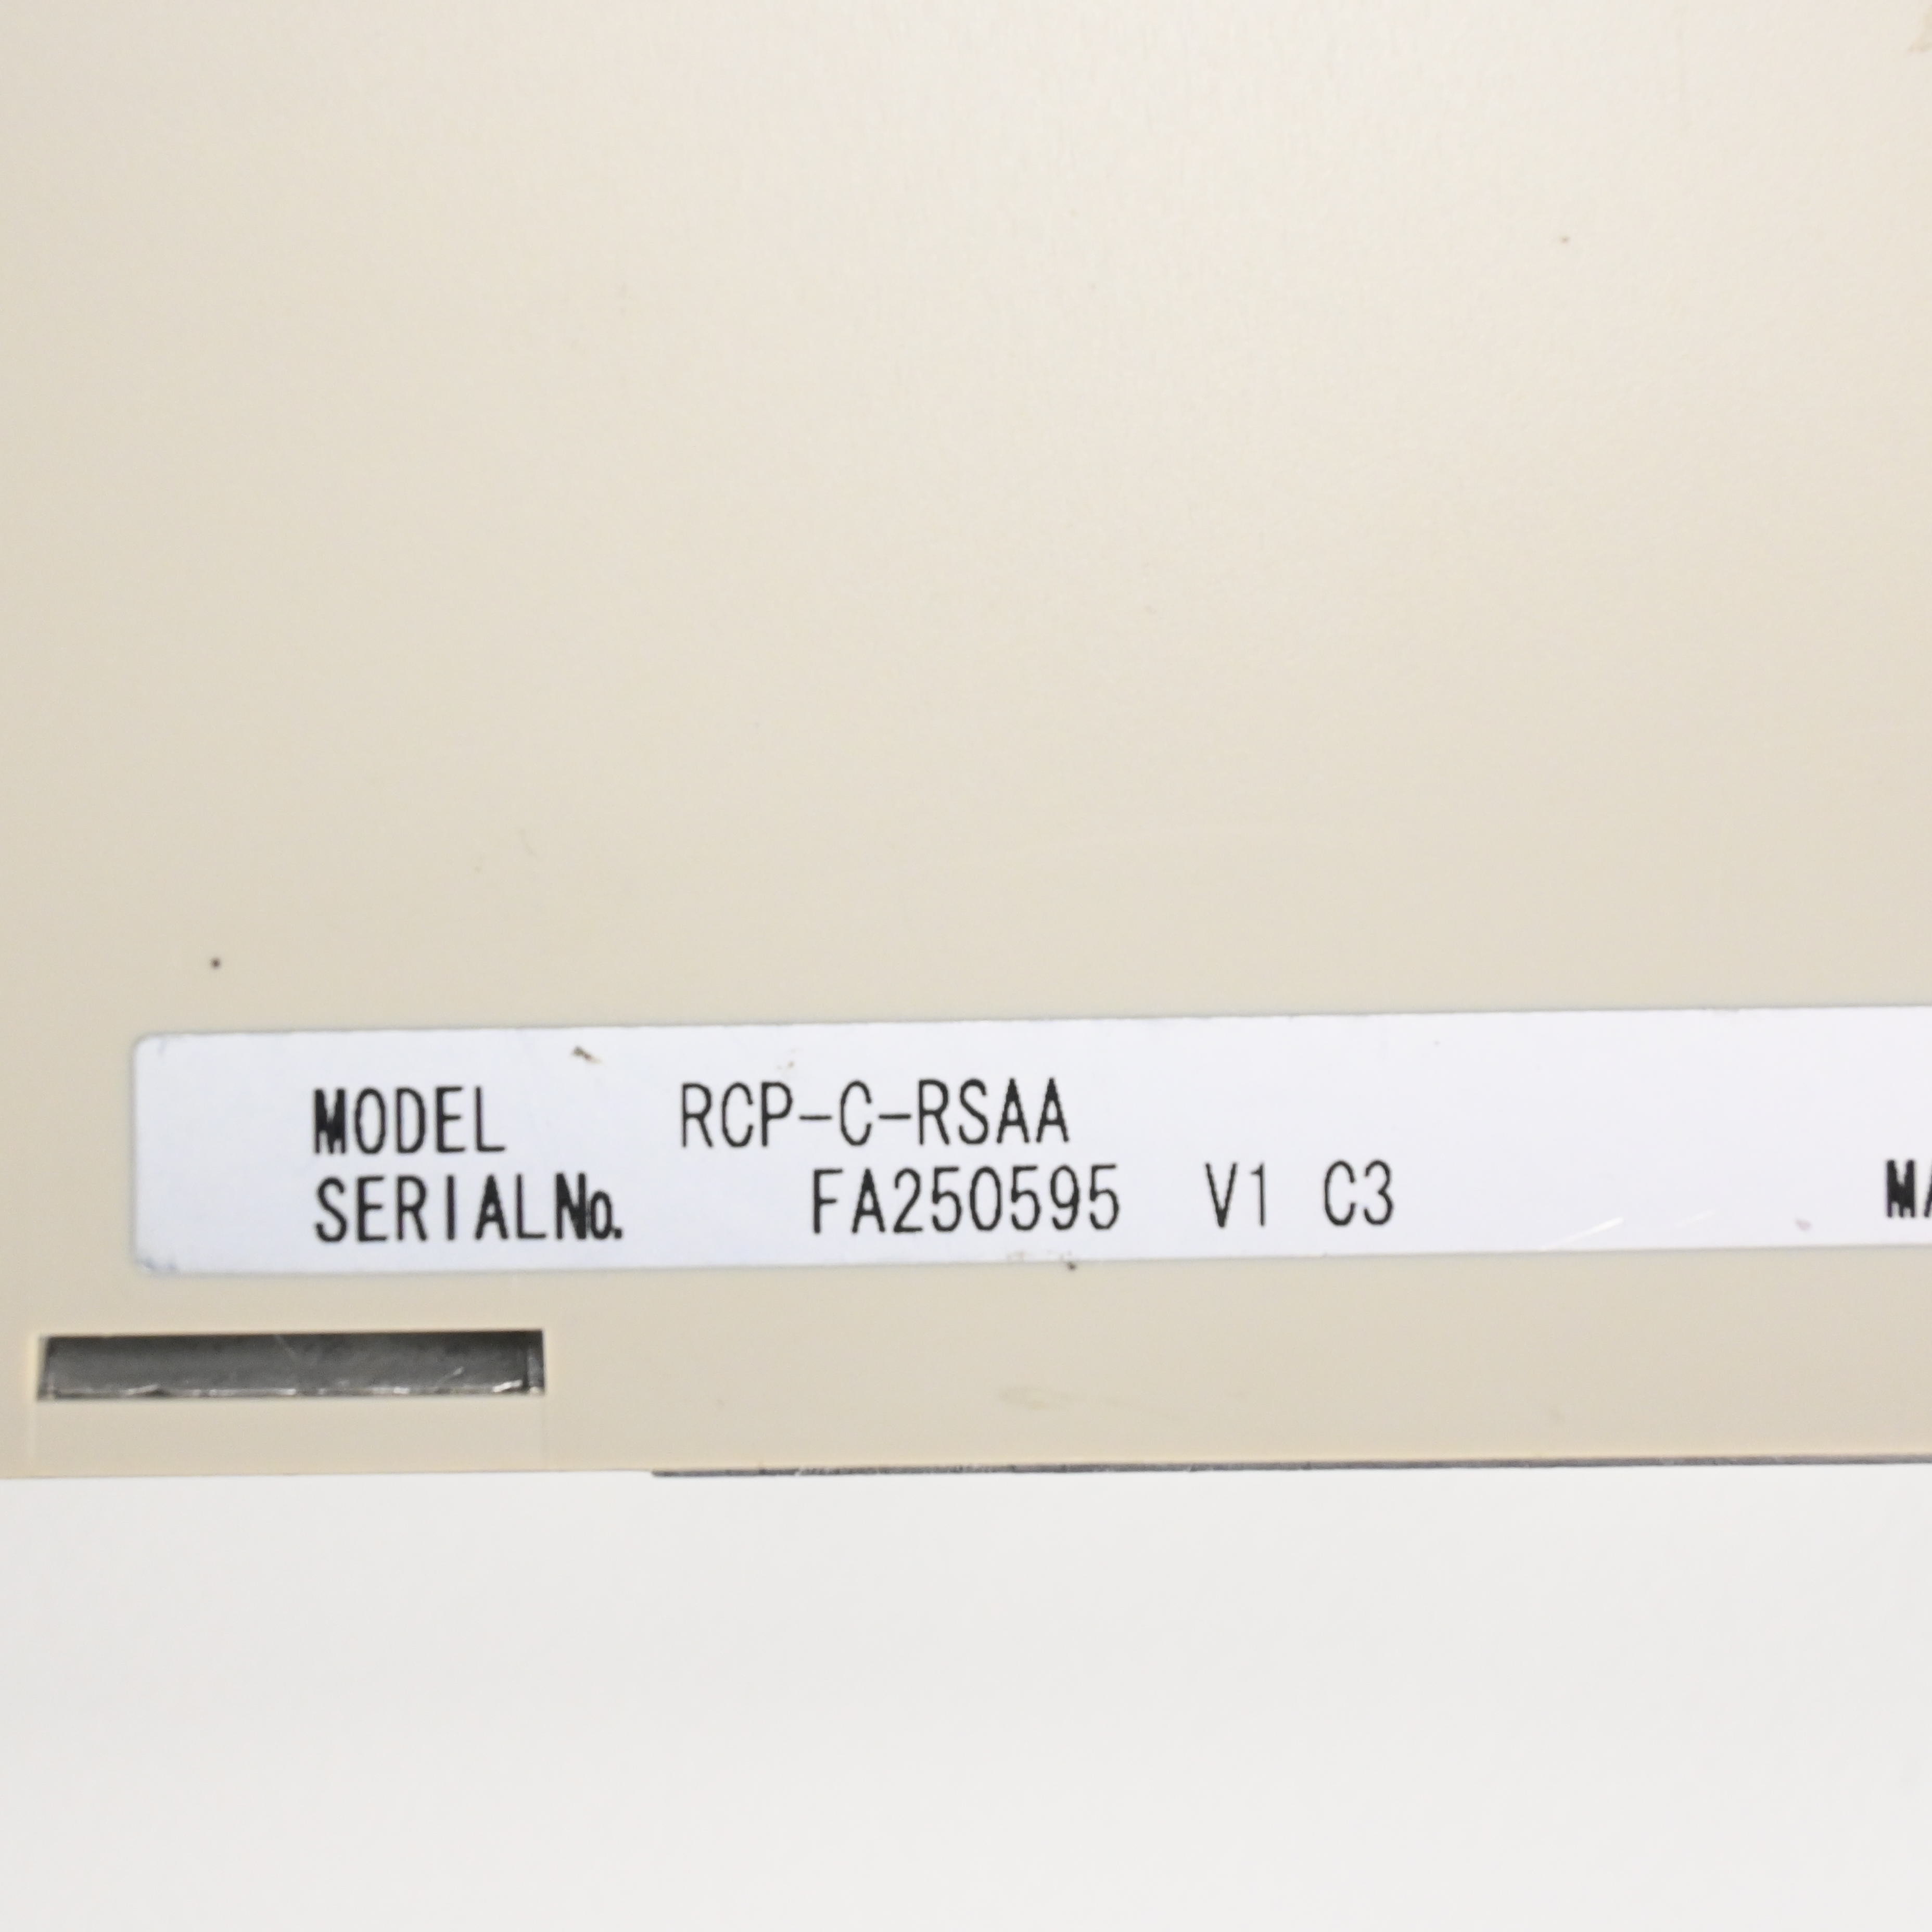 MODEL RCP-C-RSAA
SERIALNo. FA250595 V1 C3